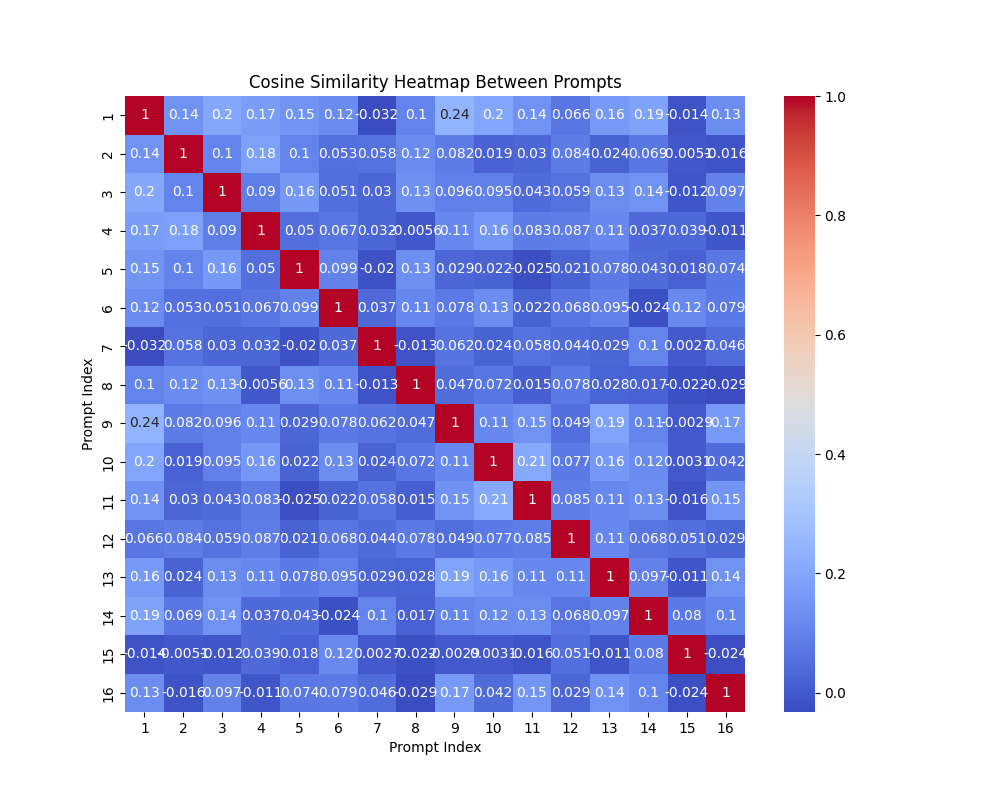 Cosine Similarity Heatmap Between Prompts
1 1 0.14 0.2 0.17 0.15 0.12 -0.032 0.1 0.24 0.2 0.14 0.066 0.16 0.19 -0.014 0.13
2 0.14 1 0.1 0.18 0.1 0.053 0.058 0.12 0.082 0.019 0.03 0.084 0.024 0.069 -0.0051 -0.016
3 0.2 0.1 1 0.09 0.16 0.051 0.03 0.13 0.096 0.095 0.043 0.059 0.13 0.14 -0.012 0.097
4 0.17 0.18 0.09 1 0.05 0.067 0.032 -0.0056 0.11 0.16 0.083 0.087 0.11 0.037 0.039 -0.011
5 0.15 0.1 0.16 0.05 1 0.099 -0.02 0.13 0.029 0.022 -0.025 0.021 0.078 0.043 0.018 0.074
6 0.12 0.053 0.051 0.067 0.099 1 0.037 0.11 0.078 0.13 0.022 0.068 0.095 -0.024 0.12 0.079
7 -0.032 0.058 0.03 0.032 -0.02 0.037 1 -0.013 0.062 0.024 0.058 0.044 0.029 0.1 0.0027 0.046
8 0.1 0.12 0.13 -0.0056 0.13 0.11 -0.013 1 0.047 0.072 0.015 0.078 0.028 0.017 -0.022 -0.029
9 0.24 0.082 0.096 0.11 0.029 0.078 0.062 0.047 1 0.11 0.15 0.049 0.19 0.11 -0.0029 0.17
10 0.2 0.019 0.095 0.16 0.022 0.13 0.024 0.072 0.11 1 0.21 0.077 0.16 0.12 0.0031 0.042
11 0.14 0.03 0.043 0.083 -0.025 0.022 0.058 0.015 0.15 0.21 1 0.085 0.11 0.13 -0.016 0.15
12 0.066 0.084 0.059 0.087 0.021 0.068 0.044 0.078 0.049 0.077 0.085 1 0.11 0.068 0.051 0.029
13 0.16 0.024 0.13 0.11 0.078 0.095 0.029 0.028 0.19 0.16 0.11 0.11 1 0.097 -0.011 0.14
14 0.19 0.069 0.14 0.037 0.043 -0.024 0.1 0.017 0.11 0.12 0.13 0.068 0.097 1 0.08 0.1
15 -0.014 -0.0051 -0.012 0.039 0.018 0.12 0.0027 -0.022 -0.0029 0.0031 -0.016 0.051 -0.011 0.08 1 -0.024
16 0.13 -0.016 0.097 -0.011 0.074 0.079 0.046 -0.029 0.17 0.042 0.15 0.029 0.14 0.1 -0.024 1
1 2 3 4 5 6 7 8 9 10 11 12 13 14 15 16
Prompt Index
Prompt Index
1.0
0.8
0.6
0.4
0.2
0.0